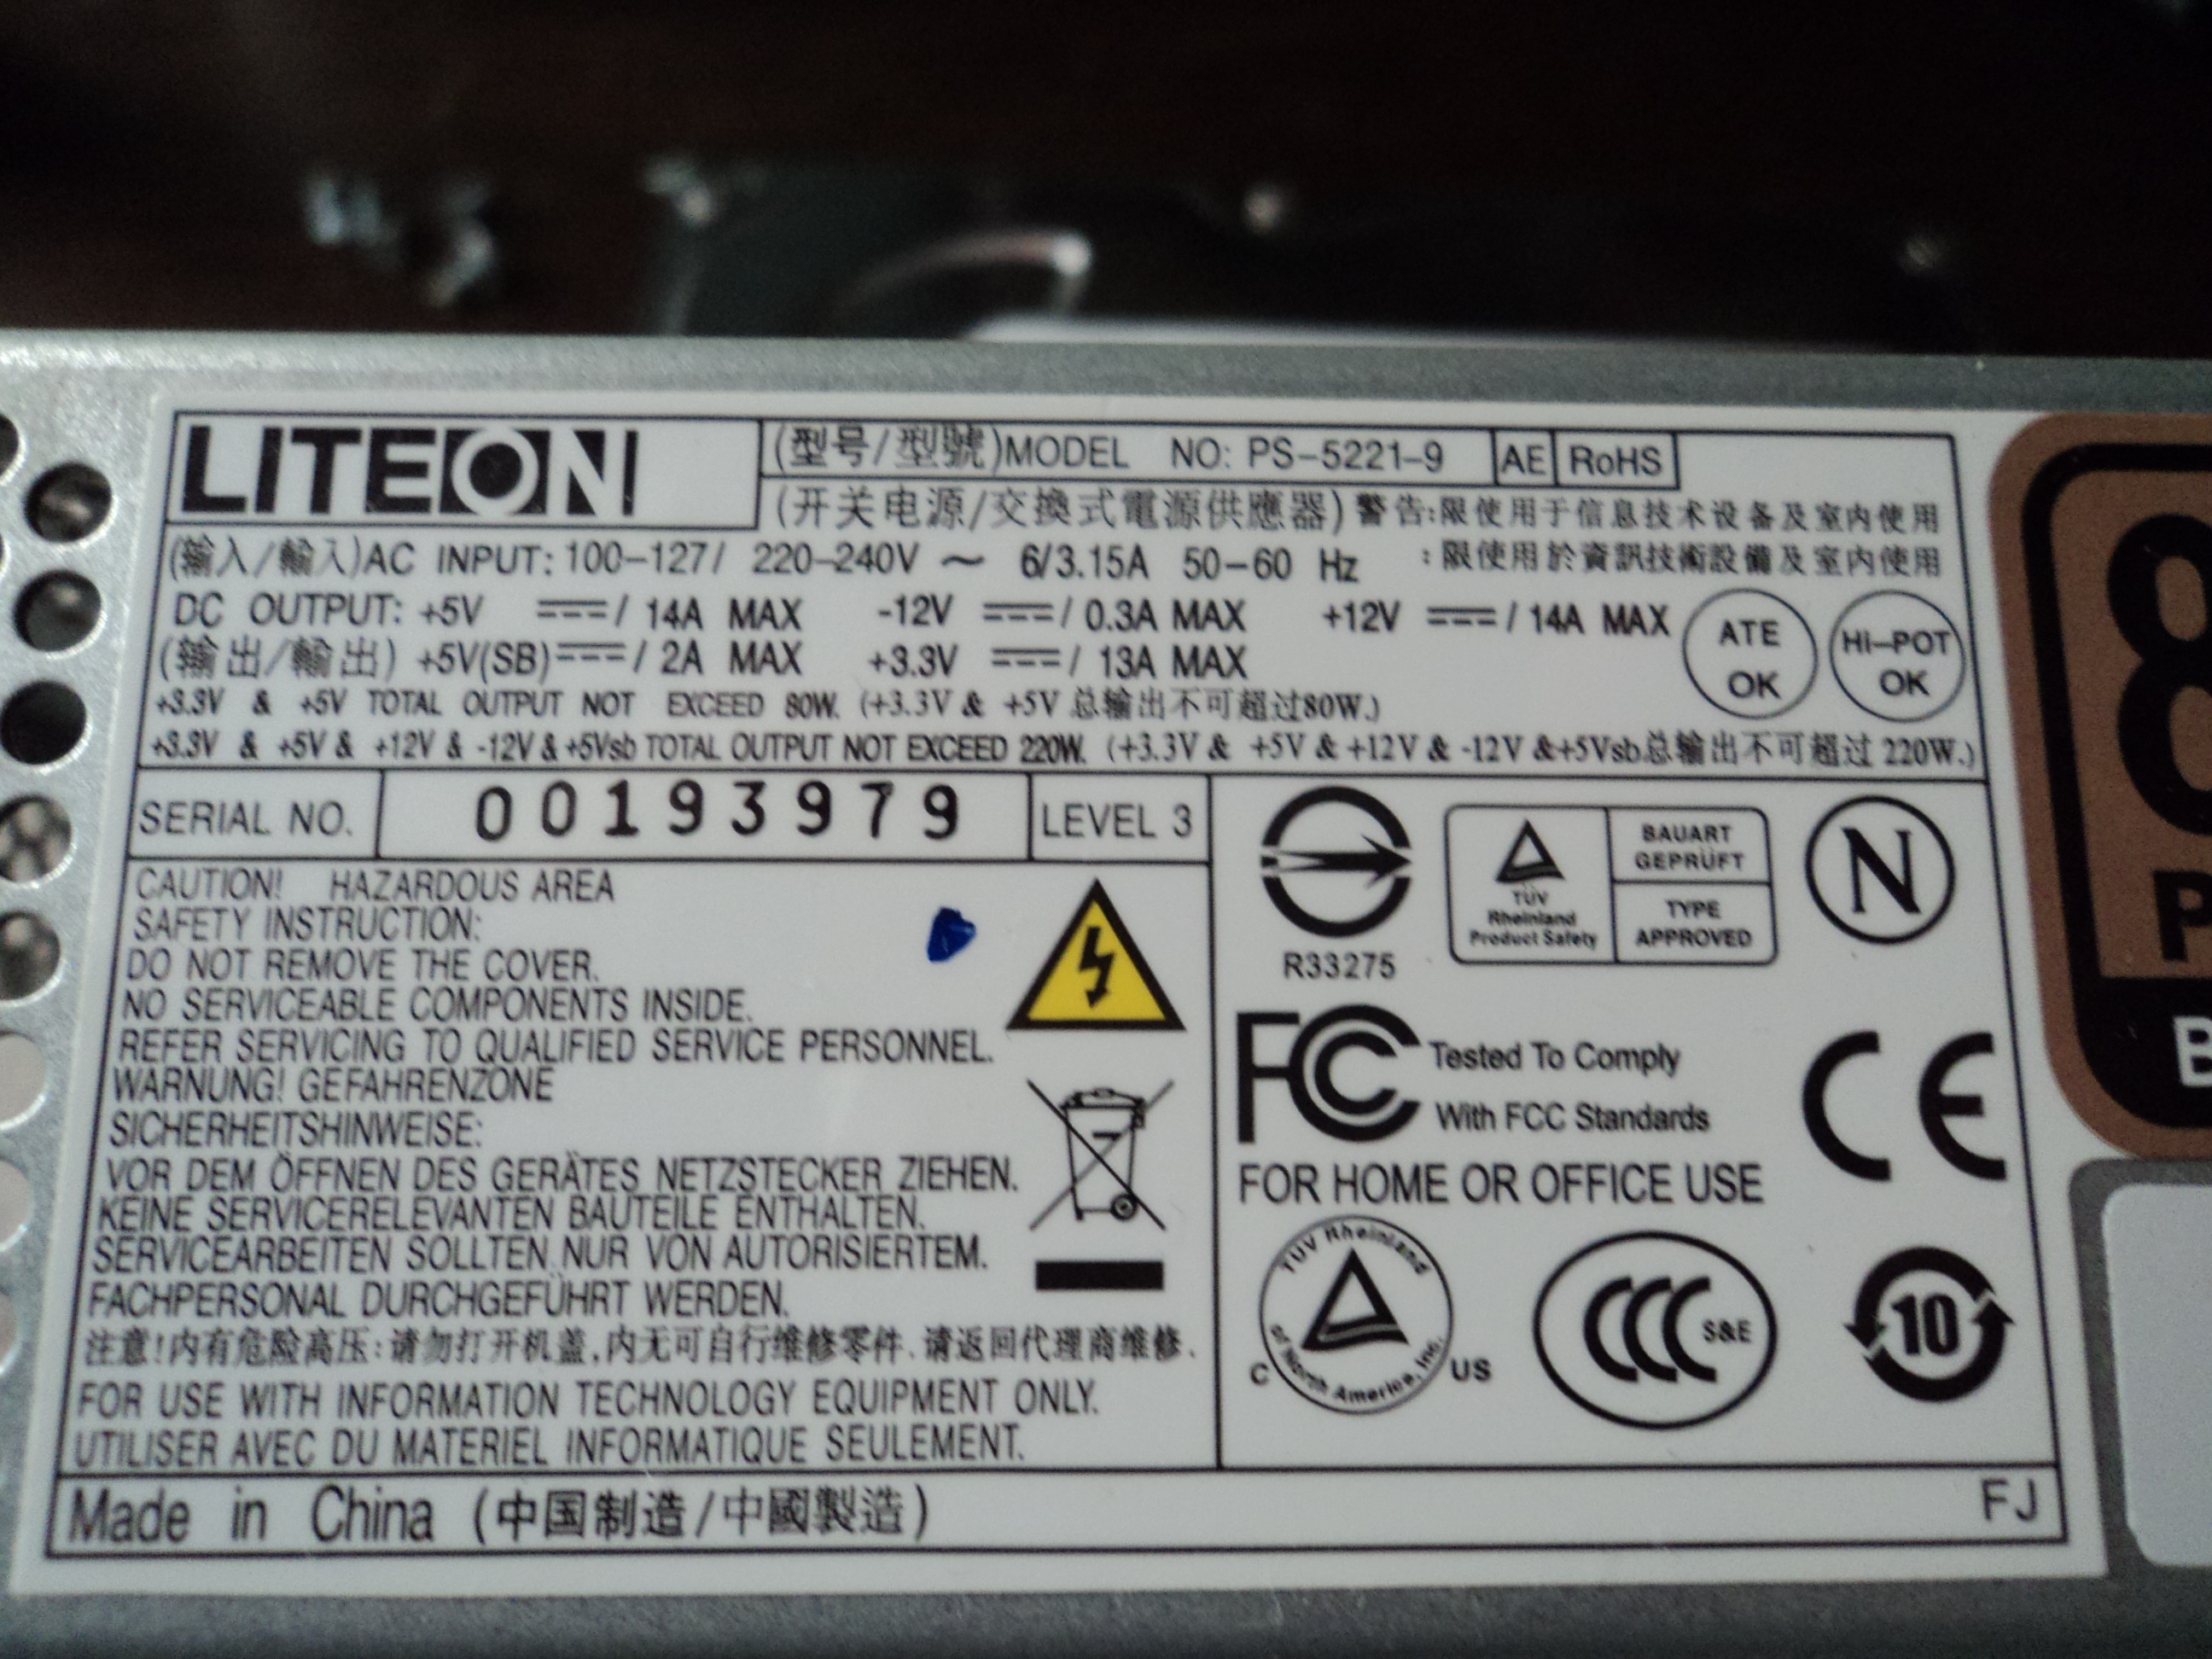 LITEON
(型号/型號)MODEL NO: PS-5221-9 AE RoHS
(开关电源/交換式電源供應器) 警告:限使用于信息技术设备及室内使用
(输入/輸入)AC INPUT: 100-127/ 220-240V ~ 6/3.15A 50-60 Hz :限使用於資訊技術設備及室內使用
DC OUTPUT: +5V ⎓/ 14A MAX -12V ⎓/ 0.3A MAX +12V ⎓/ 14A MAX
(输出/輸出) +5V(SB)⎓/ 2A MAX +3.3V ⎓/ 13A MAX
ATE OK
HI-POT OK
+3.3V & +5V TOTAL OUTPUT NOT EXCEED 80W. (+3.3V & +5V 总输出不可超过80W.)
+3.3V & +5V & +12V & -12V & +5Vsb TOTAL OUTPUT NOT EXCEED 220W. (+3.3V & +5V & +12V & -12V &+5Vsb总输出不可超过 220W.)
SERIAL NO. 00193979 LEVEL 3
CAUTION! HAZARDOUS AREA
SAFETY INSTRUCTION:
DO NOT REMOVE THE COVER.
NO SERVICEABLE COMPONENTS INSIDE.
REFER SERVICING TO QUALIFIED SERVICE PERSONNEL.
WARNUNG! GEFAHRENZONE
SICHERHEITSHINWEISE:
VOR DEM ÖFFNEN DES GERÄTES NETZSTECKER ZIEHEN.
KEINE SERVICERELEVANTEN BAUTEILE ENTHALTEN.
SERVICEARBEITEN SOLLTEN NUR VON AUTORISIERTEM.
FACHPERSONAL DURCHGEFÜHRT WERDEN.
注意!内有危险高压:请勿打开机盖,内无可自行维修零件.请返回代理商维修.
FOR USE WITH INFORMATION TECHNOLOGY EQUIPMENT ONLY.
UTILISER AVEC DU MATERIEL INFORMATIQUE SEULEMENT.
R33275
TÜV
Rheinland
Product Safety
BAUART
GEPRÜFT
TYPE
APPROVED
N
FC Tested To Comply
With FCC Standards
CE
FOR HOME OR OFFICE USE
TÜV Rheinland
of North America, Inc.
C US
CCC S&E
10
Made in China (中国制造/中國製造)
FJ
8
P
B